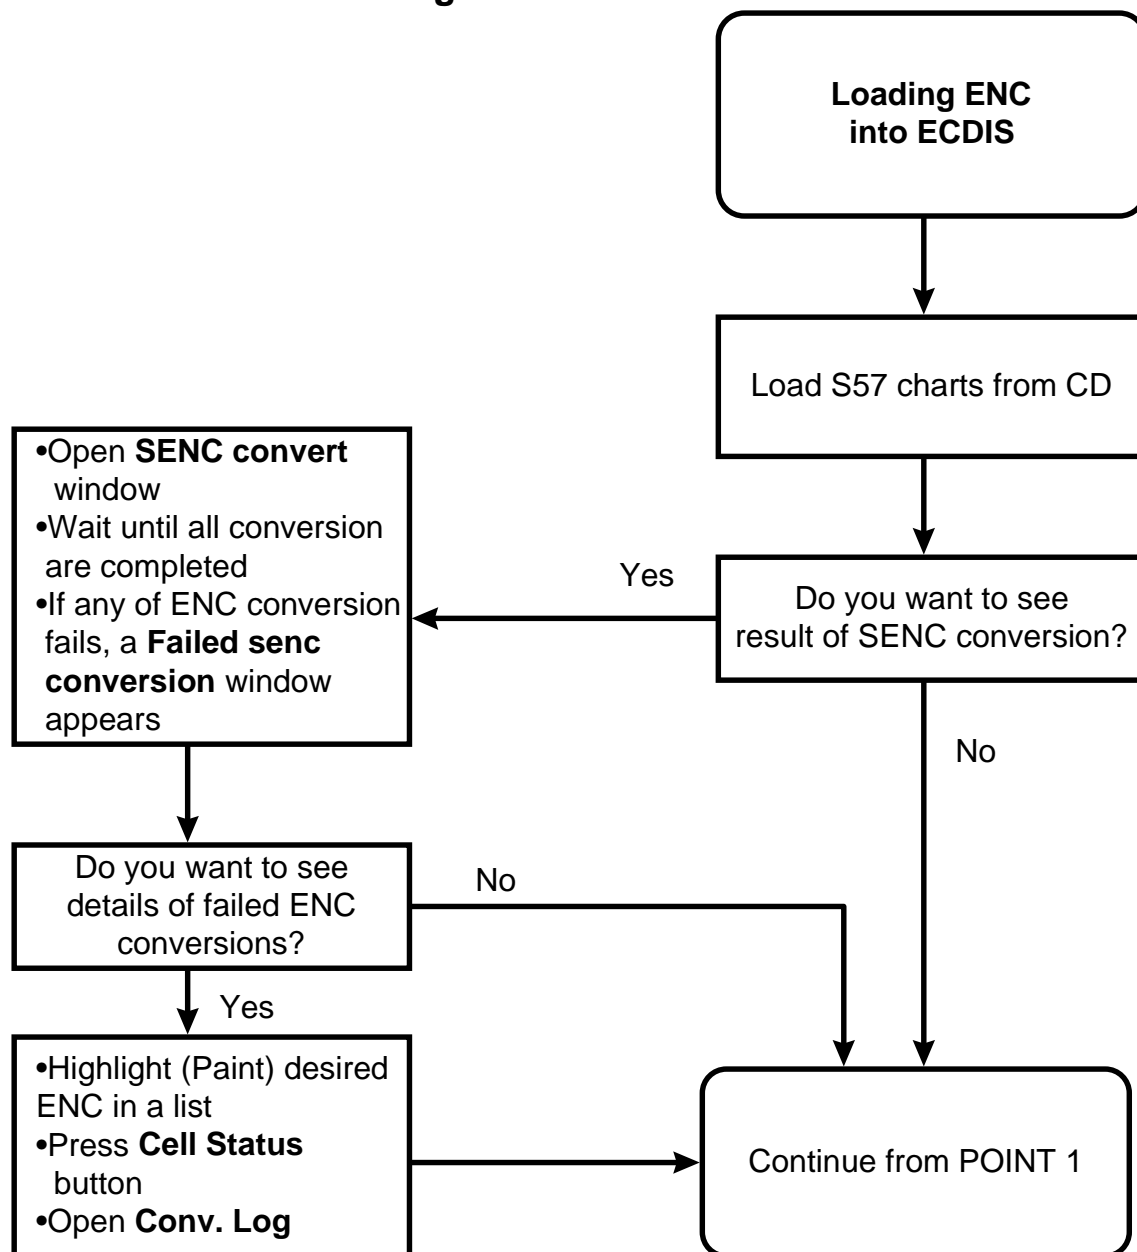 Loading ENC
into ECDIS
Load S57 charts from CD
Do you want to see
result of SENC conversion?
Yes
No
•Open SENC convert
window
•Wait until all conversion
are completed
•If any of ENC conversion
fails, a Failed senc
conversion window
appears
Do you want to see
details of failed ENC
conversions?
No
Yes
•Highlight (Paint) desired
ENC in a list
•Press Cell Status
button
•Open Conv. Log
Continue from POINT 1